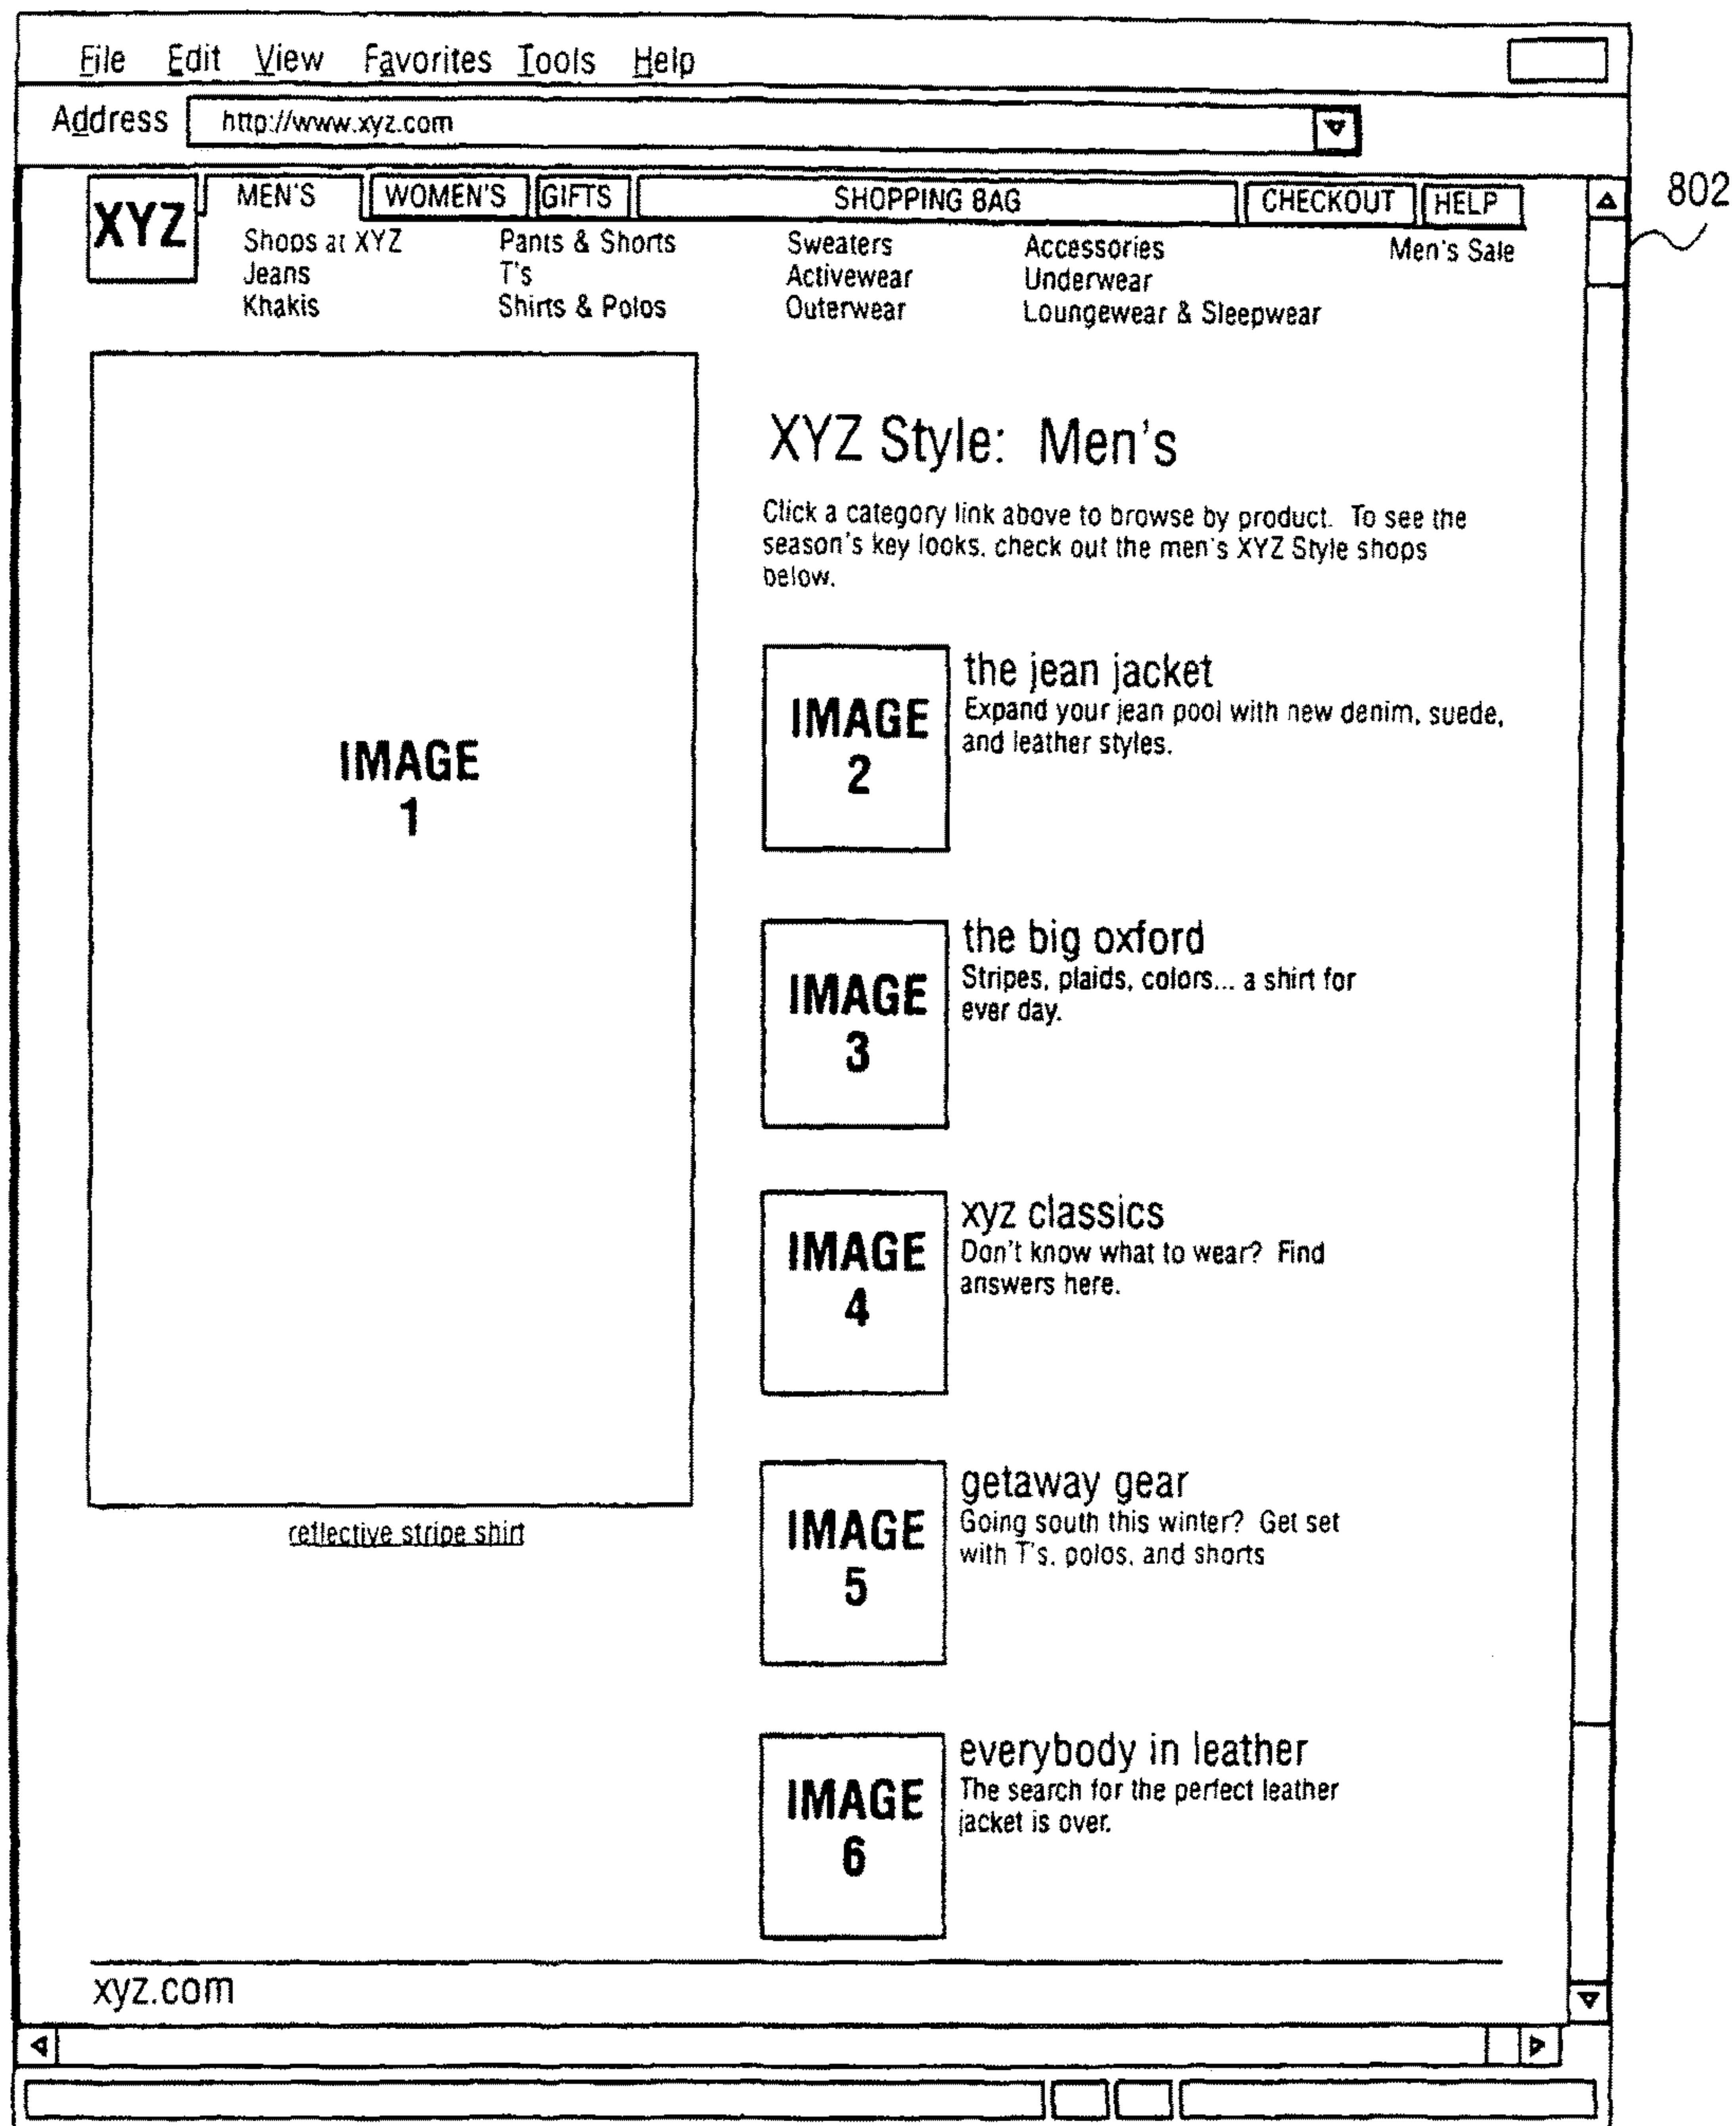 File Edit View Favorites Tools Help
Address http://www.xyz.com
802
XYZ MEN'S WOMEN'S GIFTS SHOPPING BAG CHECKOUT HELP
Shops at XYZ Pants & Shorts Sweaters Accessories Men's Sale
Jeans T's Activewear Underwear
Khakis Shirts & Polos Outerwear Loungewear & Sleepwear
IMAGE
1
reflective stripe shirt
XYZ Style: Men's
Click a category link above to browse by product. To see the
season's key looks, check out the men's XYZ Style shops
below.
IMAGE
2
the jean jacket
Expand your jean pool with new denim, suede,
and leather styles.
IMAGE
3
the big oxford
Stripes, plaids, colors... a shirt for
ever day.
IMAGE
4
xyz classics
Don't know what to wear? Find
answers here.
IMAGE
5
getaway gear
Going south this winter? Get set
with T's, polos, and shorts
IMAGE
6
everybody in leather
The search for the perfect leather
jacket is over.
xyz.com